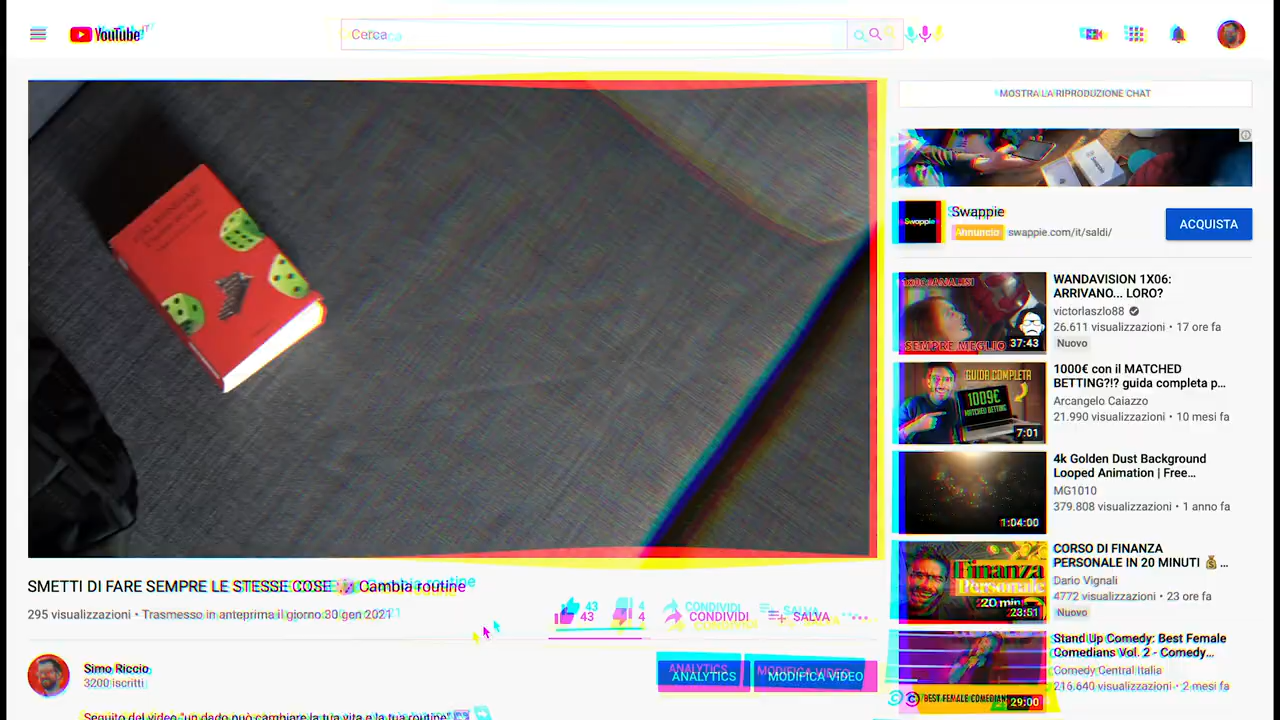 YouTube IT
Cerca
MOSTRA LA RIPRODUZIONE CHAT
Swappie
Swappie
Annuncio swappie.com/it/saldi/
ACQUISTA
SEMPRE MEGLIO
37:43
WANDAVISION 1X06:
ARRIVANO... LORO?
victorlaszlo88
26.611 visualizzazioni • 17 ore fa
Nuovo
GUIDA COMPLETA
1009€
MATCHED BETTING
7:01
1000€ con il MATCHED
BETTING?!? guida completa p...
Arcangelo Caiazzo
21.990 visualizzazioni • 10 mesi fa
1:04:00
4k Golden Dust Background
Looped Animation | Free...
MG1010
379.808 visualizzazioni • 1 anno fa
Finanza
Personale
20 min
23:51
CORSO DI FINANZA
PERSONALE IN 20 MINUTI 💰 ...
Dario Vignali
4772 visualizzazioni • 23 ore fa
Nuovo
BEST FEMALE COMEDIANS
29:00
Stand Up Comedy: Best Female
Comedians Vol. 2 - Comedy...
Comedy Central Italia
216.640 visualizzazioni • 2 mesi fa
SMETTI DI FARE SEMPRE LE STESSE COSE 🎲 Cambia routine
295 visualizzazioni • Trasmesso in anteprima il giorno 30 gen 2021
43 4 CONDIVIDI SALVA
Simo Riccio
3200 iscritti
ANALYTICS MODIFICA VIDEO
Seguito del video "un dado può cambiare la tua vita e la tua routine"